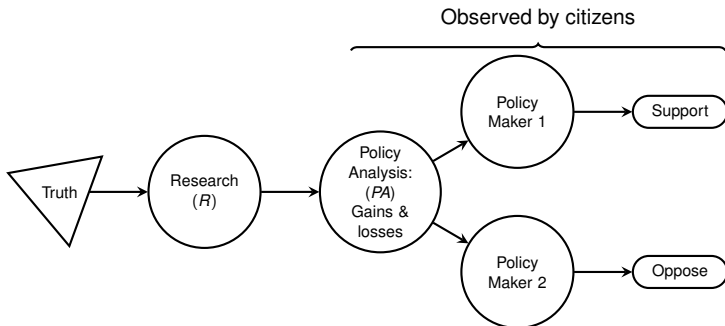 Observed by citizens
Truth
Research
(R)
Policy
Analysis:
(PA)
Gains &
losses
Policy
Maker 1
Support
Policy
Maker 2
Oppose